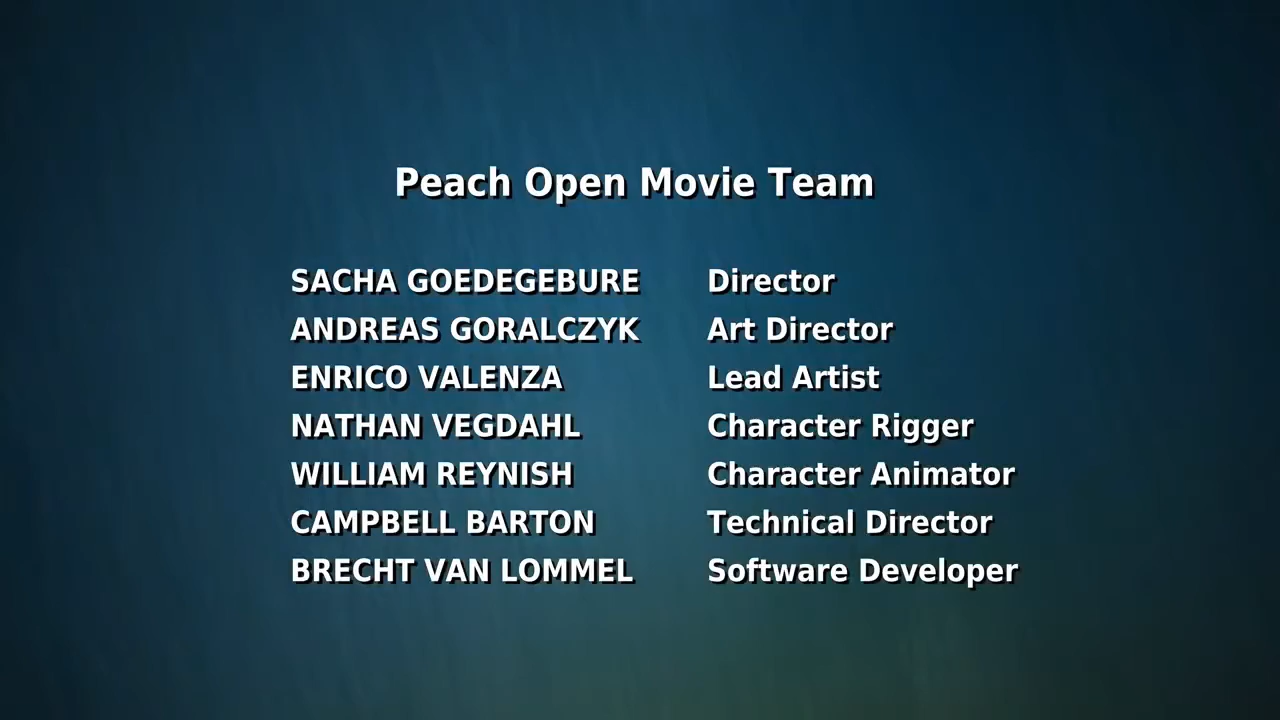 Peach Open Movie Team
SACHA GOEDEGEBURE Director
ANDREAS GORALCZYK Art Director
ENRICO VALENZA Lead Artist
NATHAN VEGDAHL Character Rigger
WILLIAM REYNISH Character Animator
CAMPBELL BARTON Technical Director
BRECHT VAN LOMMEL Software Developer